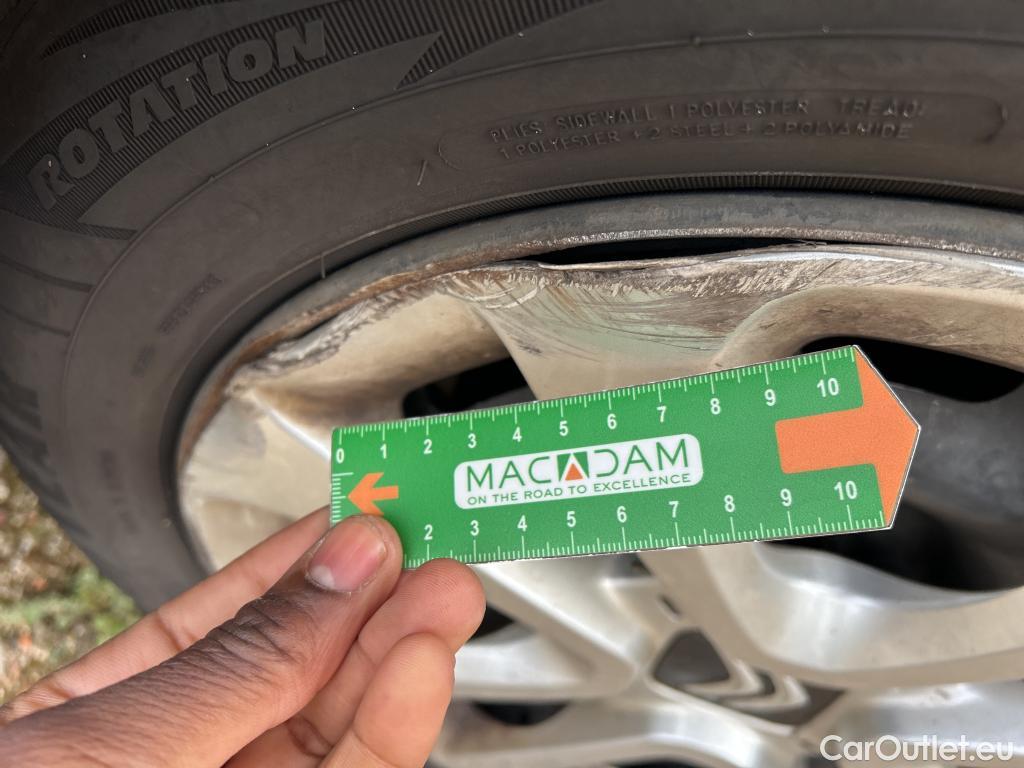 ROTATION
PLIES SIDEWALL 1 POLYESTER TREAD:
1 POLYESTER + 2 STEEL + 2 POLYAMIDE
0 1 2 3 4 5 6 7 8 9 10
MACADAM
ON THE ROAD TO EXCELLENCE
2 3 4 5 6 7 8 9 10
CarOutlet.eu